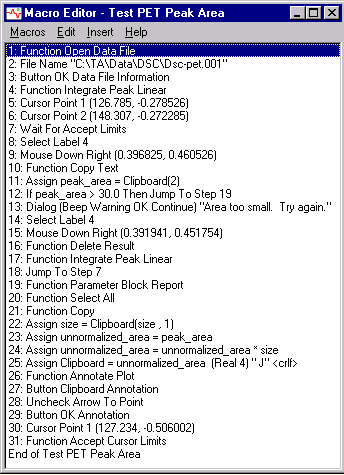 Macro Editor - Test PET Peak Area
Macros Edit Insert Help
1: Function Open Data File
2: File Name "C:\TA\Data\DSC\Dsc-pet.001"
3: Button OK Data File Information
4: Function Integrate Peak Linear
5: Cursor Point 1 (126.785, -0.278526)
6: Cursor Point 2 (148.307, -0.272285)
7: Wait For Accept Limits
8: Select Label 4
9: Mouse Down Right (0.396825, 0.460526)
10: Function Copy Text
11: Assign peak_area = Clipboard(2)
12: If peak_area > 30.0 Then Jump To Step 19
13: Dialog (Beep Warning OK Continue) "Area too small.  Try again."
14: Select Label 4
15: Mouse Down Right (0.391941, 0.451754)
16: Function Delete Result
17: Function Integrate Peak Linear
18: Jump To Step 7
19: Function Parameter Block Report
20: Function Select All
21: Function Copy
22: Assign size = Clipboard(size , 1)
23: Assign unnormalized_area = peak_area
24: Assign unnormalized_area = unnormalized_area * size
25: Assign Clipboard = unnormalized_area  (Real 4) " J" <crlf>
26: Function Annotate Plot
27: Button Clipboard Annotation
28: Uncheck Arrow To Point
29: Button OK Annotation
30: Cursor Point 1 (127.234, -0.506002)
31: Function Accept Cursor Limits
End of Test PET Peak Area